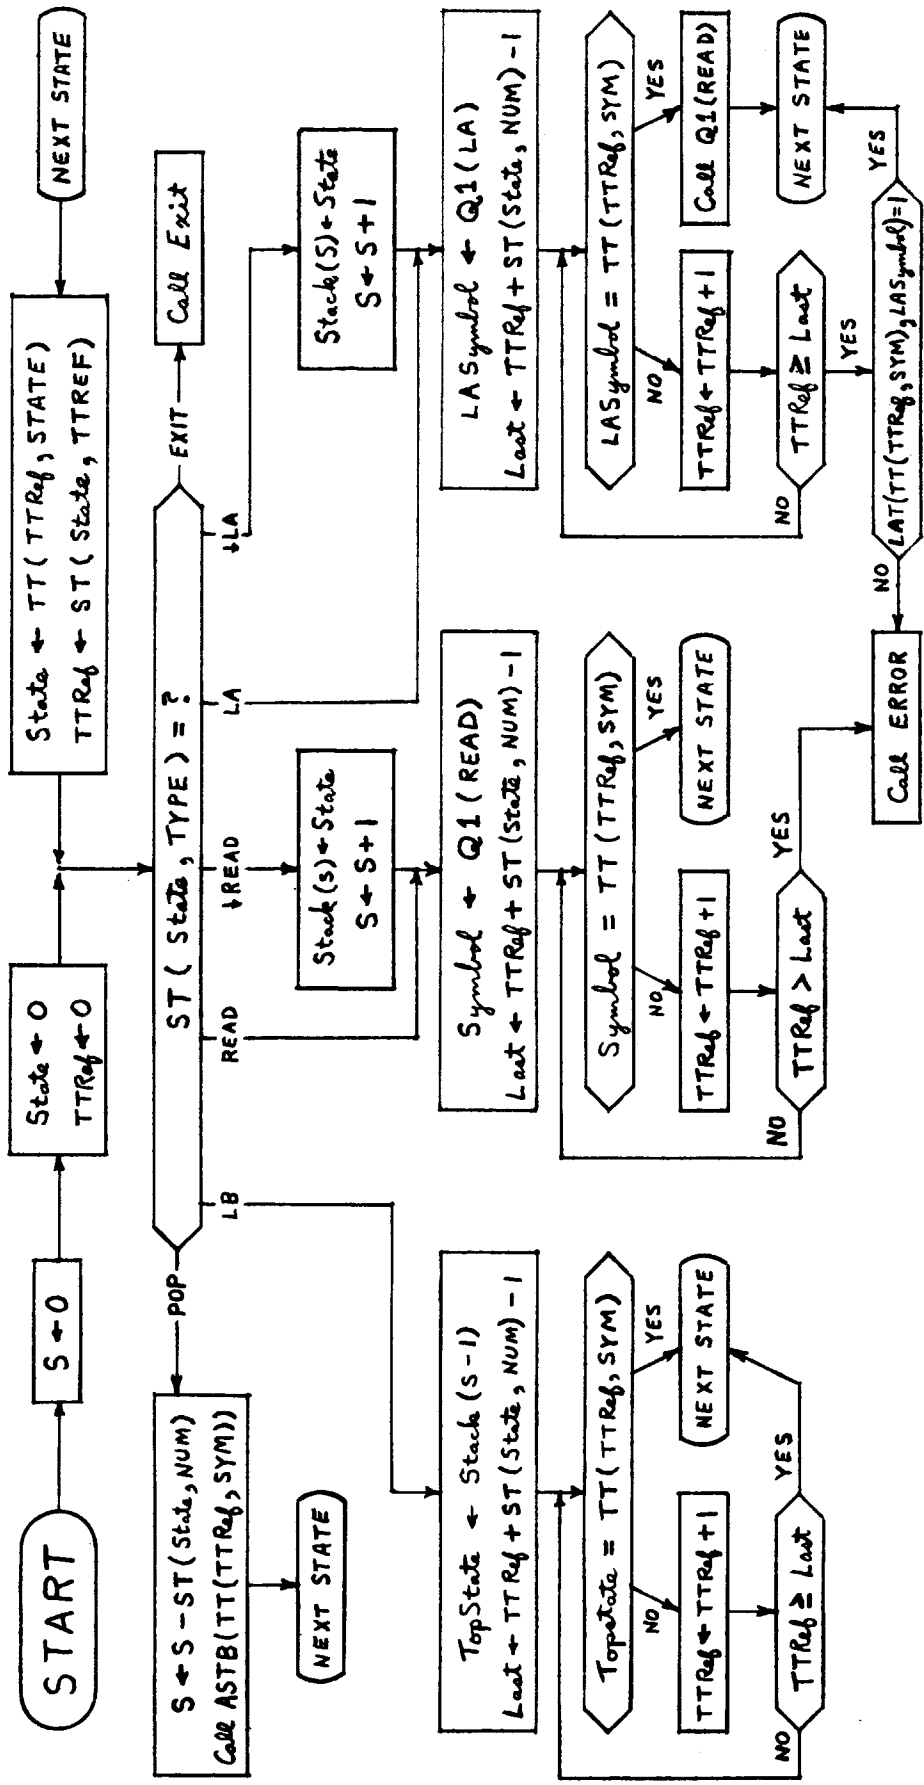 START
S ← 0
State ← 0
TTRef ← 0
State ← TT ( TTRef , STATE )
TTRef ← ST ( State , TTREF )
NEXT STATE
ST ( State , TYPE ) = ?
POP
EXIT
Call Exit
S ← S - ST ( State, NUM)
Call ASTB(TT(TTRef, SYM))
NEXT STATE
LB
READ
↓READ
LA
↓LA
Stack(s) ← State
S ← S + 1
Stack(S) ← State
S ← S + 1
TopState ← Stack (S - 1)
Last ← TTRef + ST (State, NUM) - 1
Topstate = TT (TTRef, SYM)
NO
YES
TTRef ← TTRef + 1
NEXT STATE
TTRef ≥ Last
NO
YES
Symbol ← Q1 (READ)
Last ← TTRef + ST (State, NUM) - 1
Symbol = TT (TTRef, SYM)
NO
YES
TTRef ← TTRef + 1
NEXT STATE
TTRef > Last
NO
YES
Call ERROR
LASymbol ← Q1 (LA)
Last ← TTRef + ST (State, NUM) - 1
LASymbol = TT (TTRef, SYM)
NO
YES
TTRef ← TTRef + 1
Call Q1 (READ)
TTRef ≥ Last
NEXT STATE
NO
YES
LAT(TT(TTRef, SYM), LASymbol)=1
NO
YES